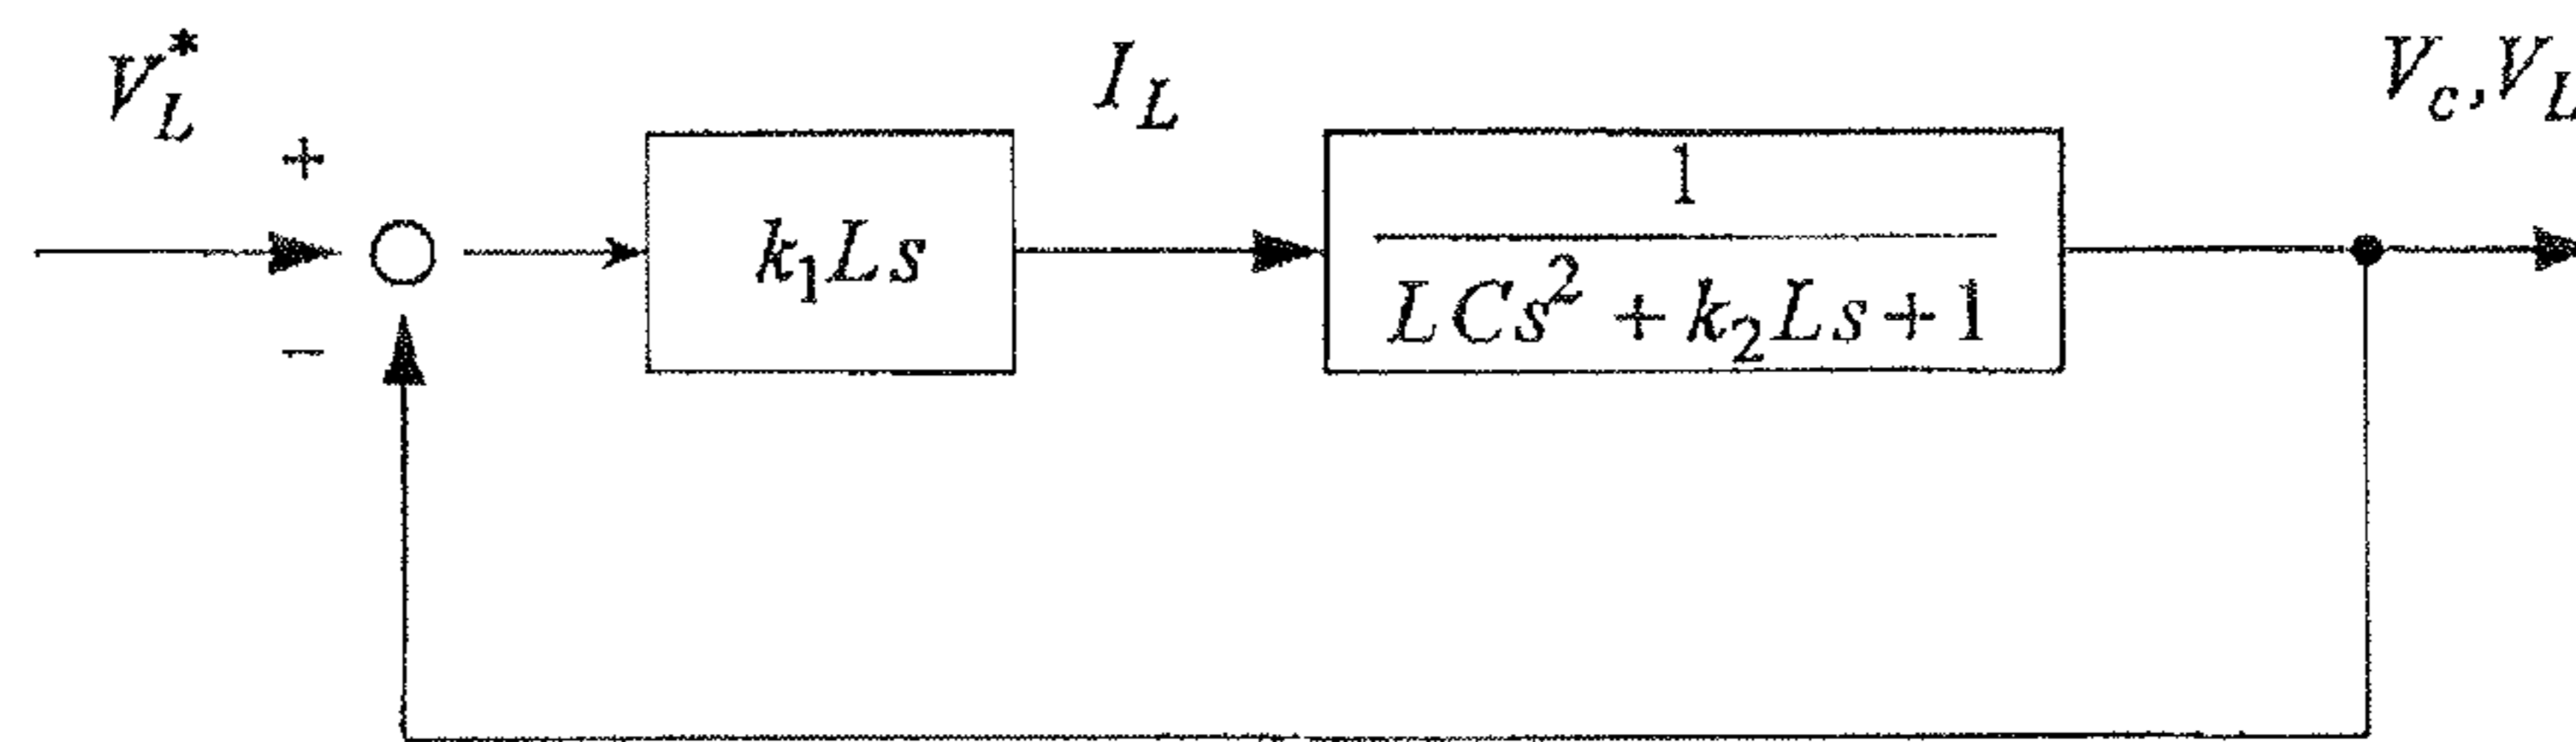 V_L^*
I_L
V_c, V_L
+
k_1Ls
1
LCs^2 + k_2Ls + 1
−